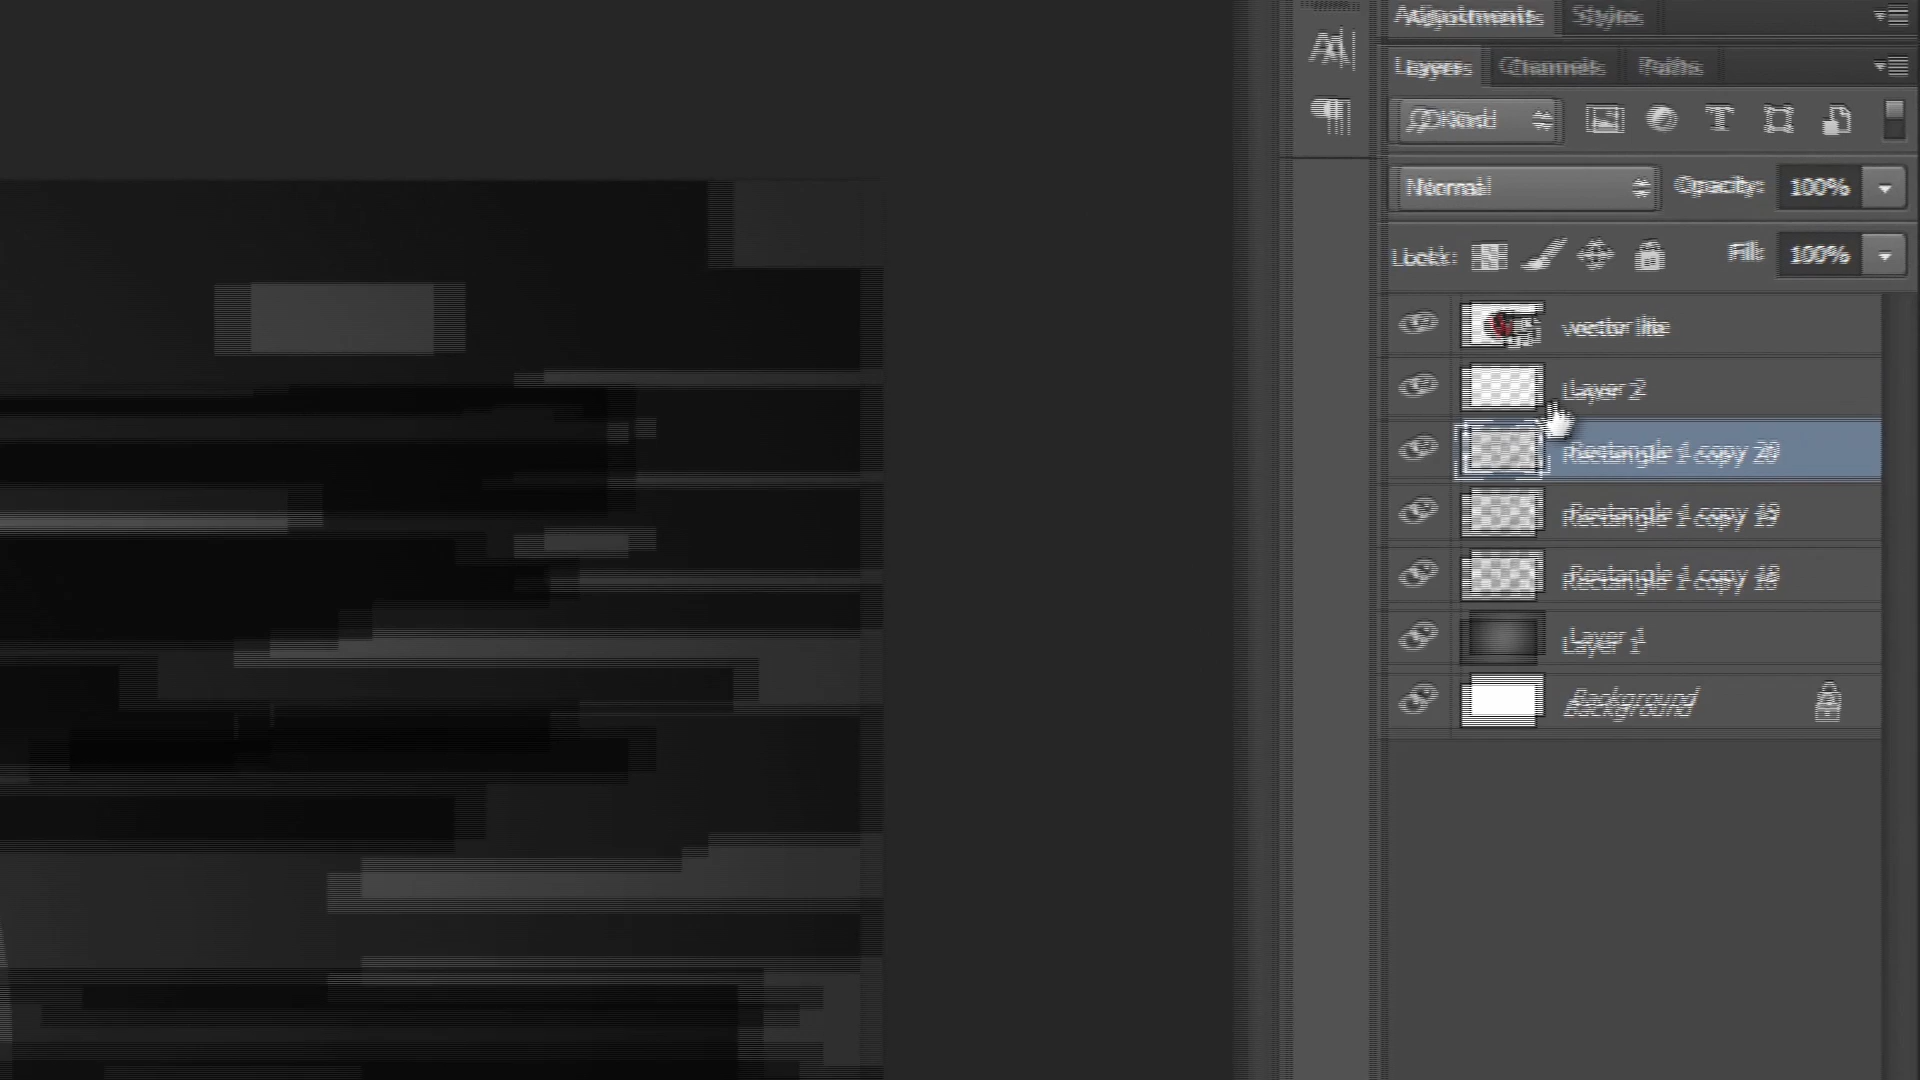 Adjustments Styles
Layers Channels Paths
Kind
Normal Opacity: 100%
Lock: Fill: 100%
vector lite
Layer 2
Rectangle 1 copy 20
Rectangle 1 copy 19
Rectangle 1 copy 18
Layer 1
Background